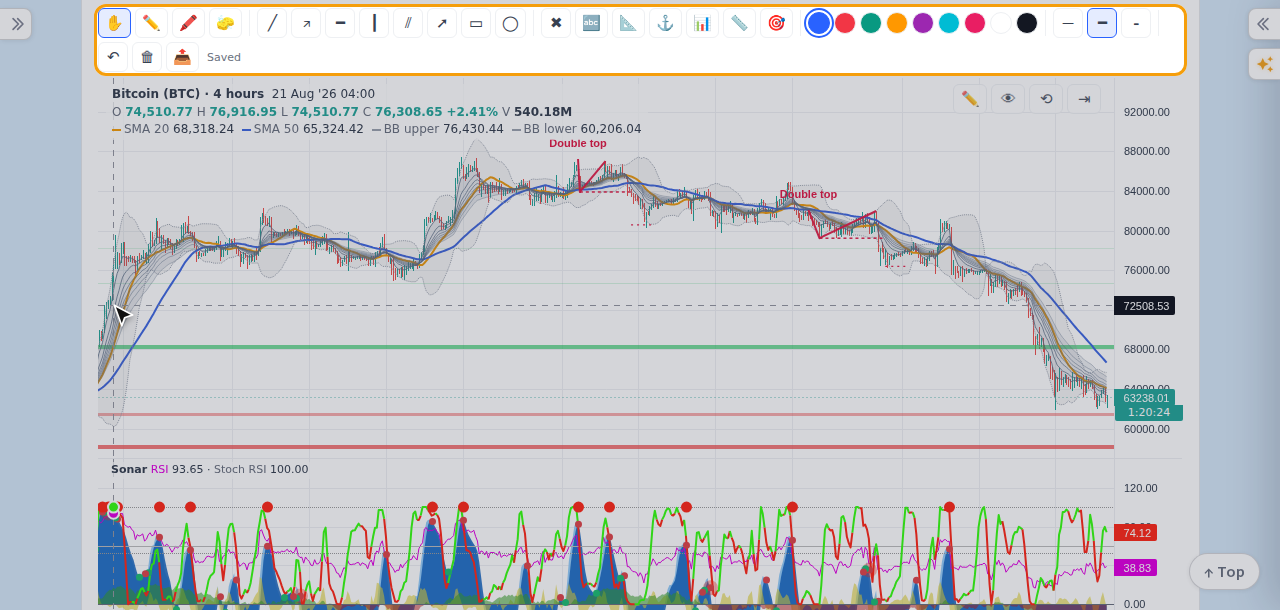 abc
Saved
Bitcoin (BTC) · 4 hours 21 Aug '26 04:00
O 74,510.77 H 76,916.95 L 74,510.77 C 76,308.65 +2.41% V 540.18M
SMA 20 68,318.24 SMA 50 65,324.42 BB upper 76,430.44 BB lower 60,206.04
Double top
Double top
92000.00
88000.00
84000.00
80000.00
76000.00
72508.53
68000.00
64000.00
63238.01
1:20:24
60000.00
Sonar RSI 93.65 · Stoch RSI 100.00
120.00
74.12
38.83
0.00
↑ Top